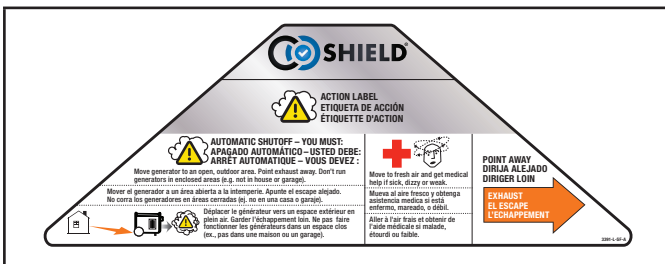 CO SHIELD®
ACTION LABEL
ETIQUETA DE ACCIÓN
ÉTIQUETTE D'ACTION
AUTOMATIC SHUTOFF – YOU MUST:
APAGADO AUTOMÁTICO – USTED DEBE:
ARRÊT AUTOMATIQUE – VOUS DEVEZ :
Move generator to an open, outdoor area. Point exhaust away. Don't run
generators in enclosed areas (e.g. not in house or garage).
Mover el generador a un área abierta a la intemperie. Apunte el escape alejado.
No corra los generadores en áreas cerradas (ej. no en una casa o garaje).
Déplacer le générateur vers un espace extérieur en
plein air. Garder l'échappement loin. Ne pas faire
fonctionner les générateurs dans un espace clos
(ex., pas dans une maison ou un garage).
Move to fresh air and get medical
help if sick, dizzy or weak.
Mueva al aire fresco y obtenga
asistencia medica si está
enfermo, mareado, o débil.
Aller à l'air frais et obtenir de
l'aide médicale si malade,
étourdi ou faible.
POINT AWAY
DIRIJA ALEJADO
DIRIGER LOIN
EXHAUST
EL ESCAPE
L'ÉCHAPPEMENT
3391-L-SF-A